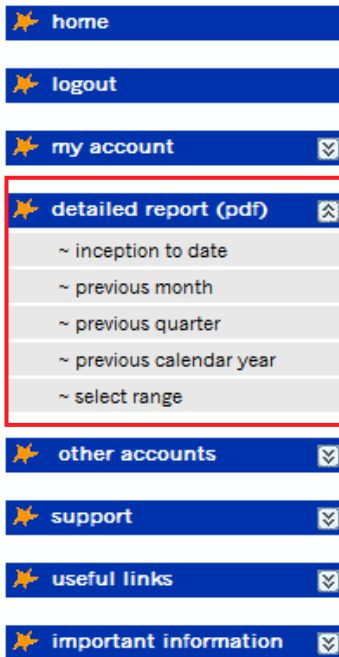 home
logout
my account
detailed report (pdf)
~ inception to date
~ previous month
~ previous quarter
~ previous calendar year
~ select range
other accounts
support
useful links
important information